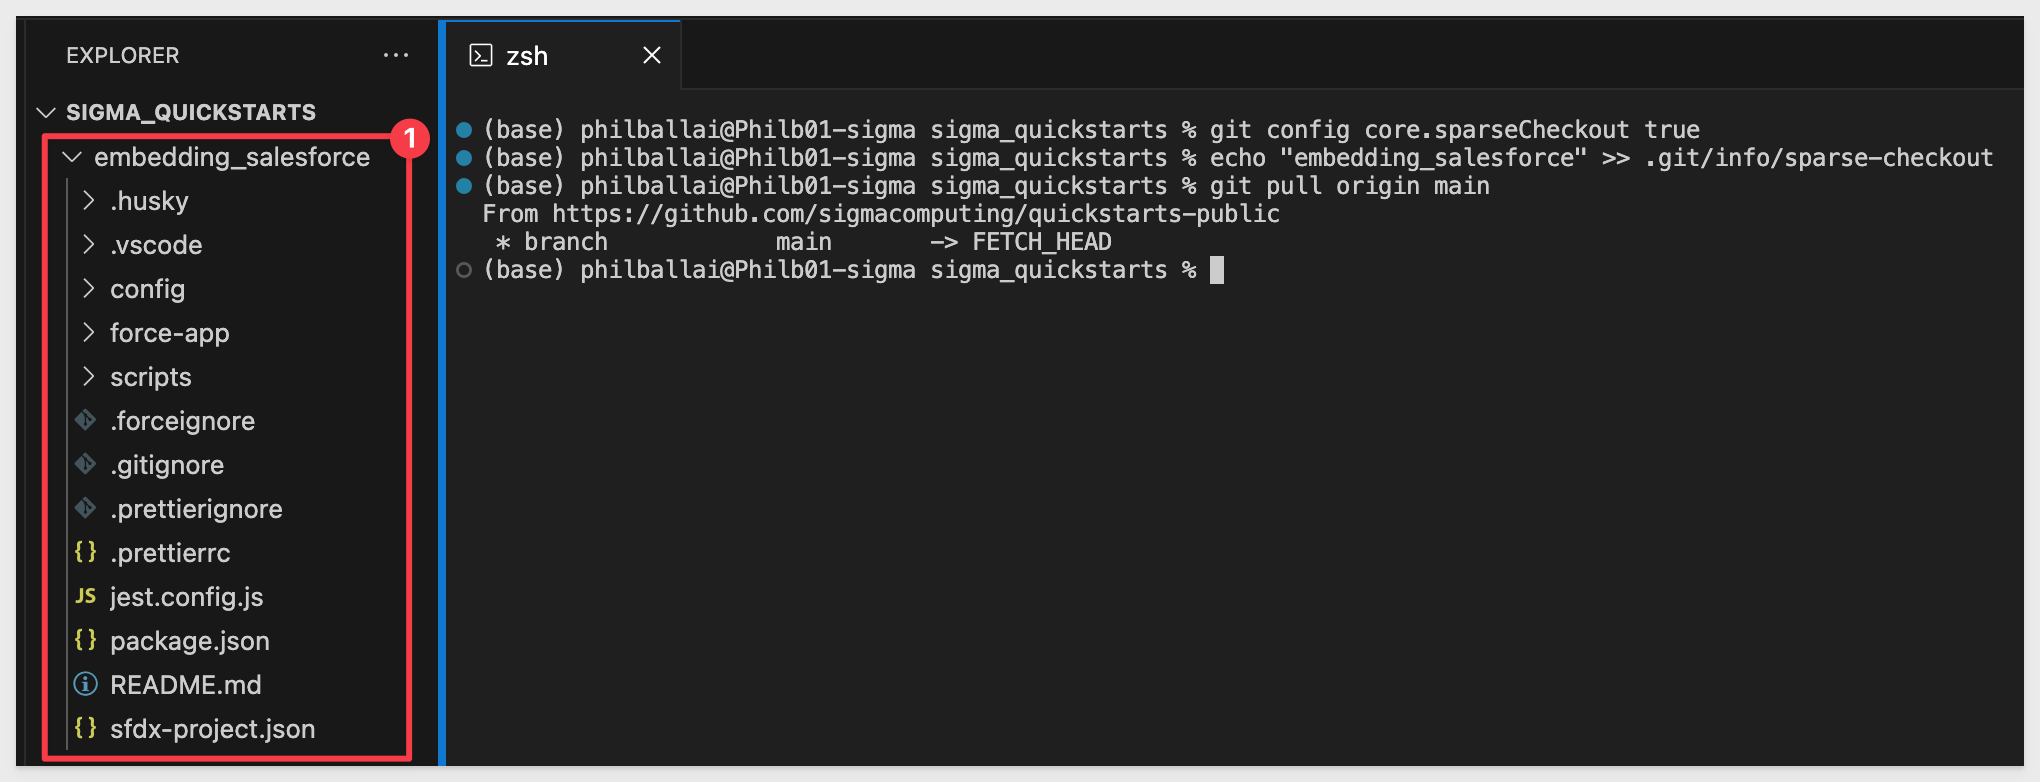 EXPLORER
SIGMA_QUICKSTARTS
1
embedding_salesforce
.husky
.vscode
config
force-app
scripts
.forceignore
.gitignore
.prettierignore
{} .prettierrc
JS jest.config.js
{} package.json
README.md
{} sfdx-project.json
zsh
(base) philballai@Philb01-sigma sigma_quickstarts % git config core.sparseCheckout true
(base) philballai@Philb01-sigma sigma_quickstarts % echo "embedding_salesforce" >> .git/info/sparse-checkout
(base) philballai@Philb01-sigma sigma_quickstarts % git pull origin main
From https://github.com/sigmacomputing/quickstarts-public
* branch            main       -> FETCH_HEAD
(base) philballai@Philb01-sigma sigma_quickstarts %